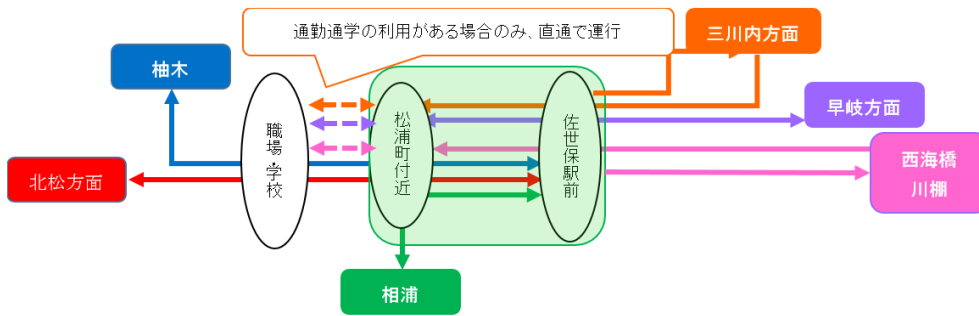 通勤通学の利用がある場合のみ、直通で運行
三川内方面
柚木
早岐方面
職場・学校
松浦町付近
佐世保駅前
西海橋
川棚
北松方面
相浦